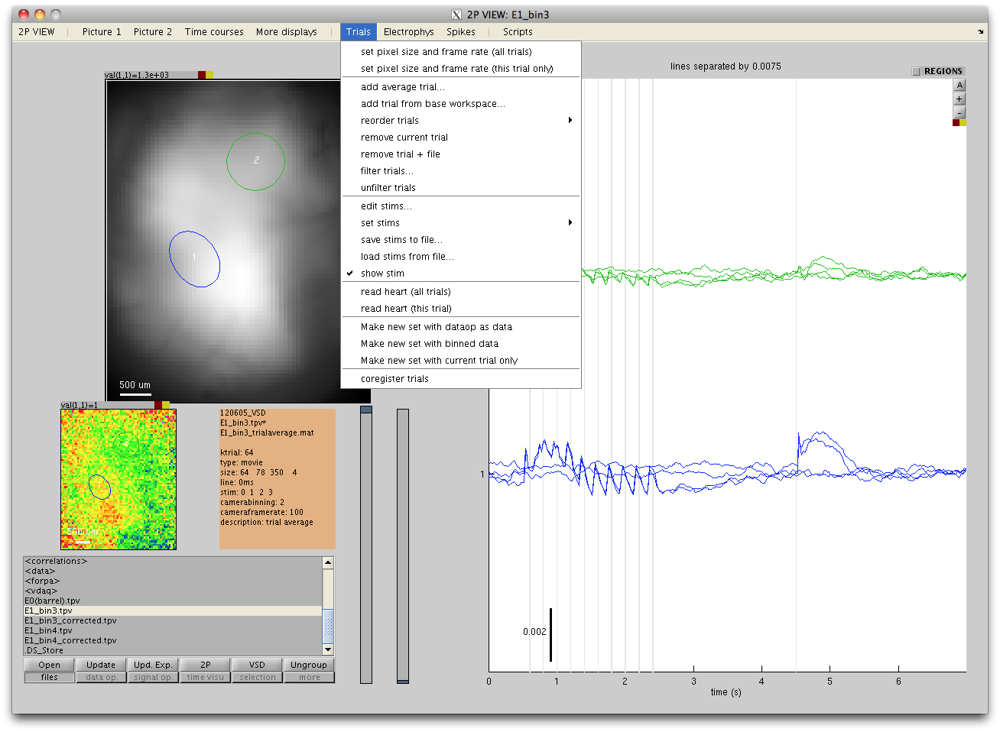 2P VIEW: E1_bin3
2P VIEW
Picture 1
Picture 2
Time courses
More displays
Trials
Electrophys
Spikes
Scripts
set pixel size and frame rate (all trials)
set pixel size and frame rate (this trial only)
add average trial...
add trial from base workspace...
reorder trials
remove current trial
remove trial + file
filter trials...
unfilter trials
edit stims...
set stims
save stims to file...
load stims from file...
show stim
read heart (all trials)
read heart (this trial)
Make new set with dataop as data
Make new set with binned data
Make new set with current trial only
coregister trials
val(1,1)=1.3e+03
2
1
500 um
lines separated by 0.0075
REGIONS
A
+
-
1
0.002
0 1 2 3 4 5 6
time (s)
val(1,1)=1
2
1
500 um
120605_VSD
E1_bin3.tpv*
E1_bin3_trialaverage.mat
ktrial: 64
type: movie
size: 64 78 350 4
line: 0ms
stim: 0 1 2 3
camerabinning: 2
cameraframerate: 100
description: trial average
<correlations>
<data>
<forpa>
<vdaq>
E0(barrel).tpv
E1_bin3.tpv
E1_bin3_corrected.tpv
E1_bin4.tpv
E1_bin4_corrected.tpv
.DS_Store
Open Update Upd. Exp. 2P VSD Ungroup
files data op. signal op. time visu selection more